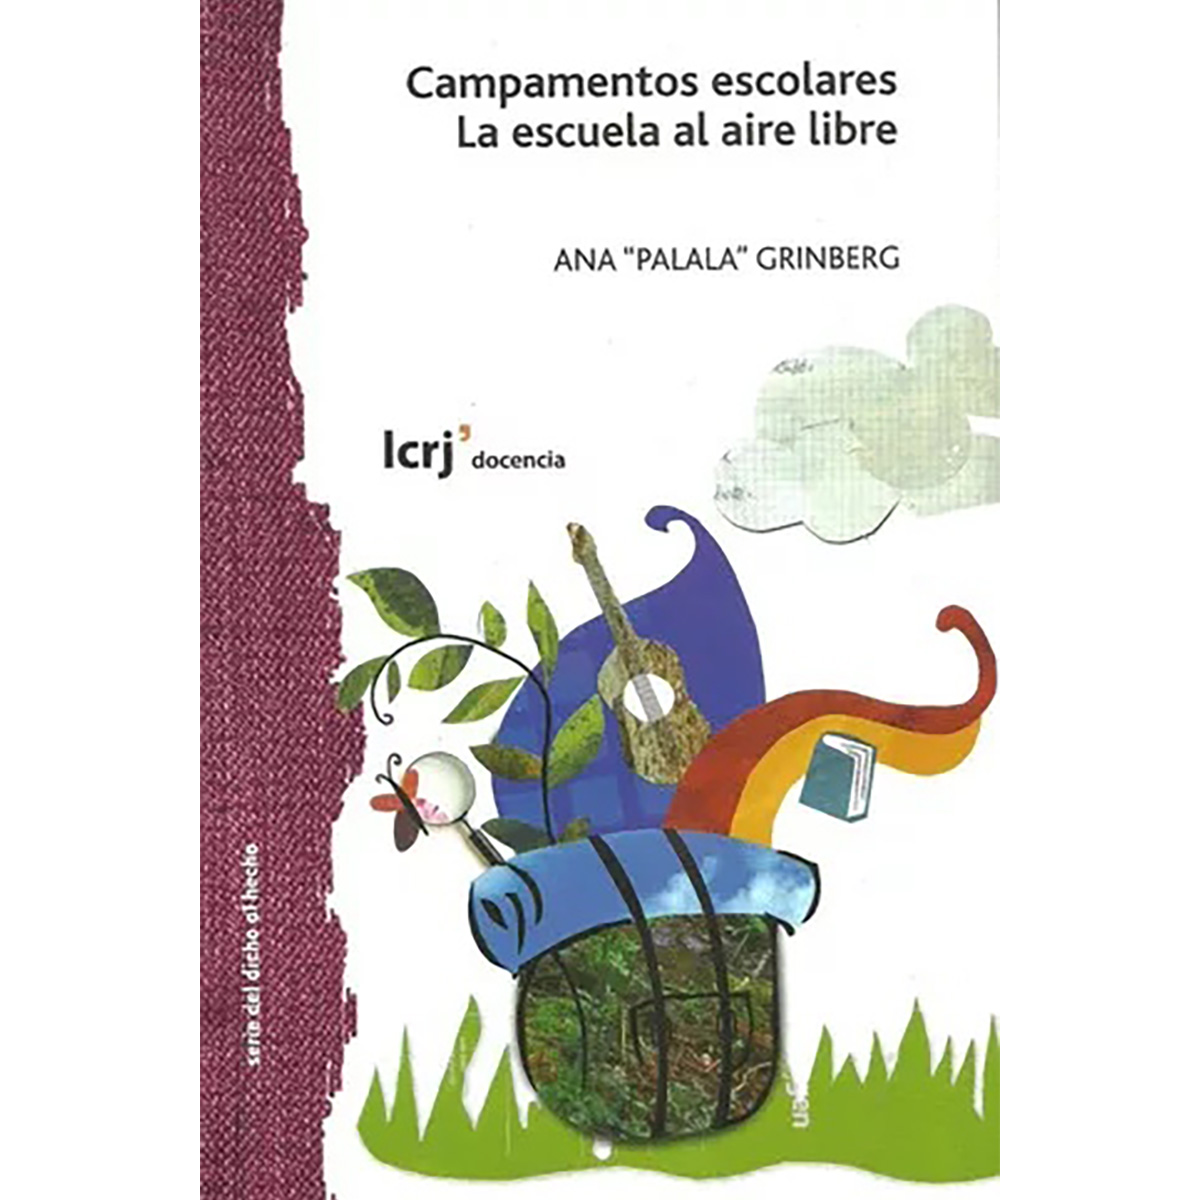 Campamentos escolares
La escuela al aire libre
ANA "PALALA" GRINBERG
lcrj' docencia
serie del dicho al hecho